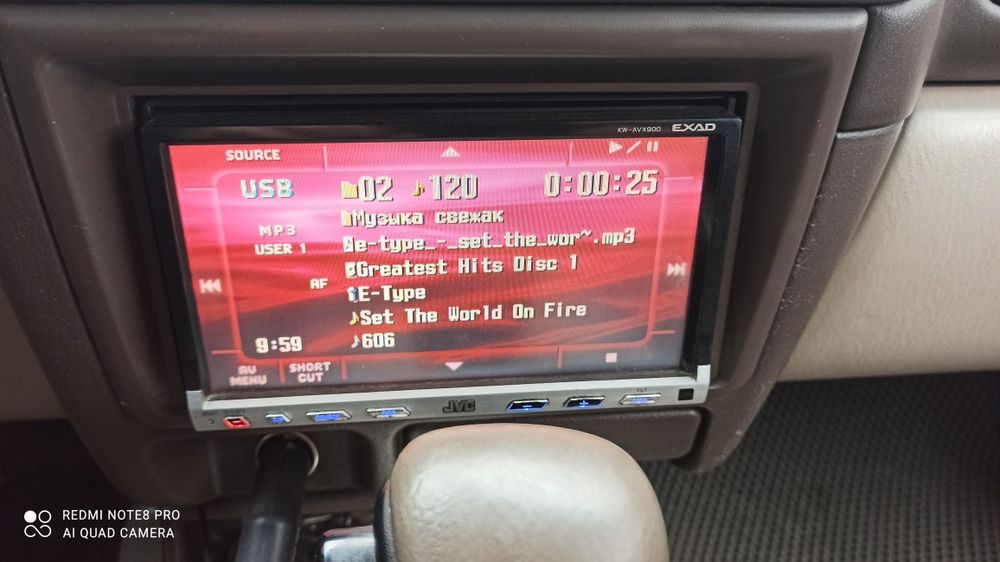 KW-AVX900 EXAD
SOURCE
USB 02 120 0:00:25
Музыка свежак
MP3
e-type_-_set_the_wor~.mp3
USER 1
Greatest Hits Disc 1
AF
E-Type
Set The World On Fire
9:59
606
AV MENU
SHORT CUT
JVC
REDMI NOTE8 PRO
AI QUAD CAMERA